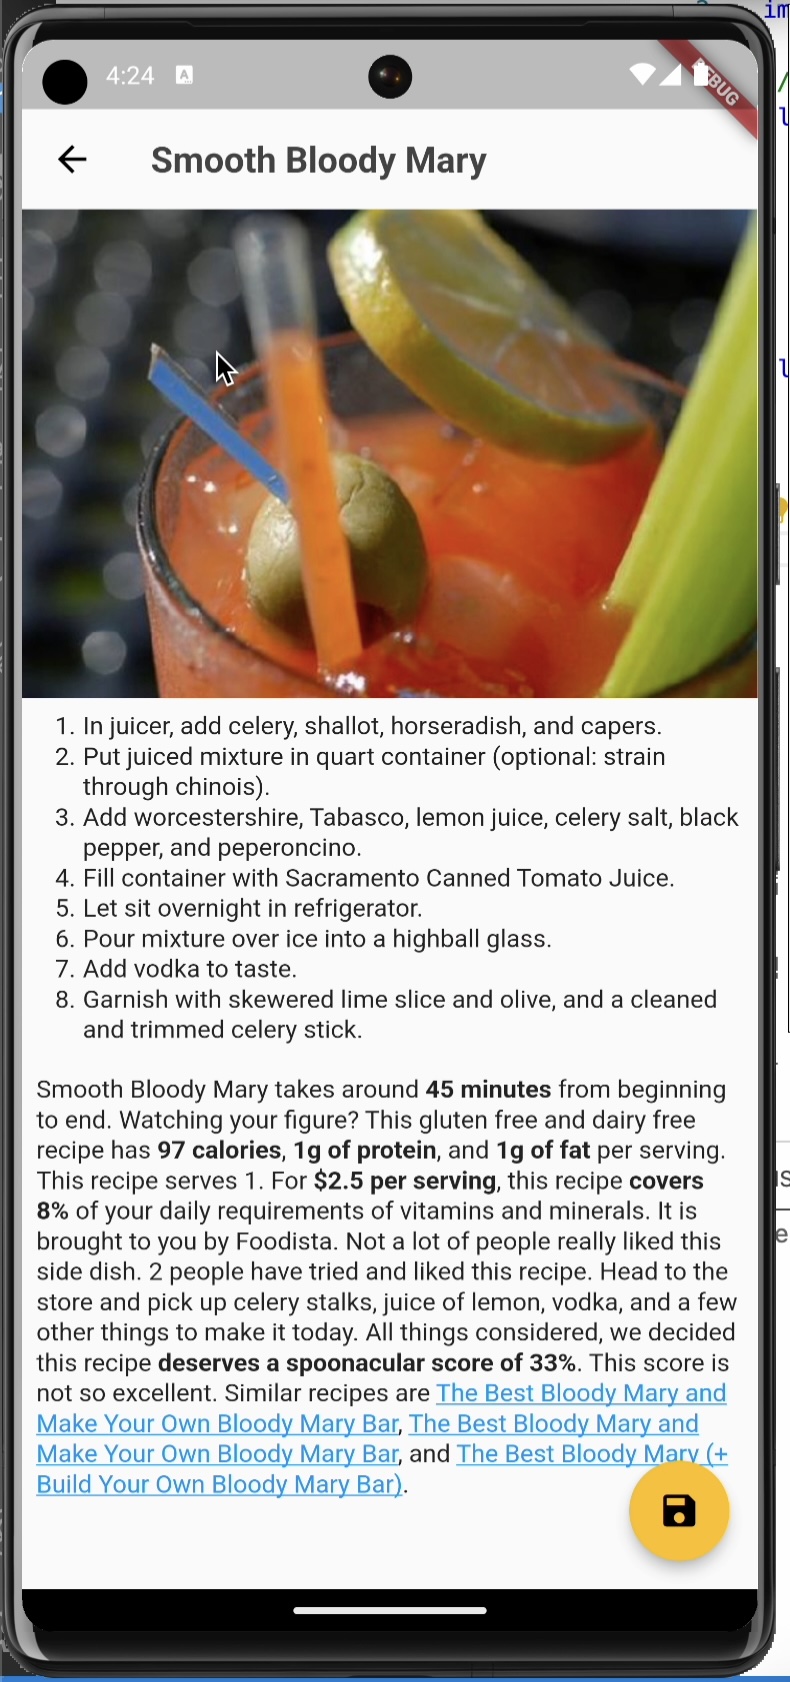 im
4:24 A
DEBUG
Smooth Bloody Mary
1. In juicer, add celery, shallot, horseradish, and capers.
2. Put juiced mixture in quart container (optional: strain
through chinois).
3. Add worcestershire, Tabasco, lemon juice, celery salt, black
pepper, and peperoncino.
4. Fill container with Sacramento Canned Tomato Juice.
5. Let sit overnight in refrigerator.
6. Pour mixture over ice into a highball glass.
7. Add vodka to taste.
8. Garnish with skewered lime slice and olive, and a cleaned
and trimmed celery stick.
Smooth Bloody Mary takes around 45 minutes from beginning
to end. Watching your figure? This gluten free and dairy free
recipe has 97 calories, 1g of protein, and 1g of fat per serving.
This recipe serves 1. For $2.5 per serving, this recipe covers
8% of your daily requirements of vitamins and minerals. It is
brought to you by Foodista. Not a lot of people really liked this
side dish. 2 people have tried and liked this recipe. Head to the
store and pick up celery stalks, juice of lemon, vodka, and a few
other things to make it today. All things considered, we decided
this recipe deserves a spoonacular score of 33%. This score is
not so excellent. Similar recipes are The Best Bloody Mary and
Make Your Own Bloody Mary Bar, The Best Bloody Mary and
Make Your Own Bloody Mary Bar, and The Best Bloody Mary (+
Build Your Own Bloody Mary Bar).